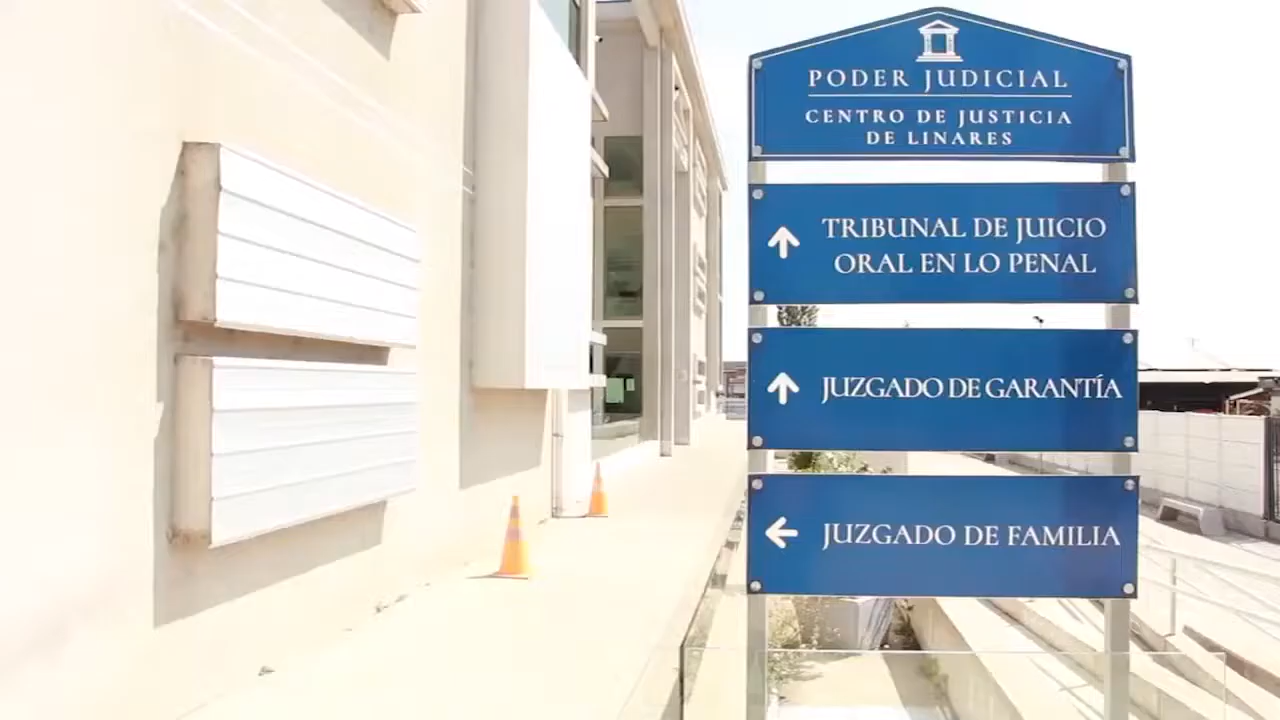 PODER JUDICIAL
CENTRO DE JUSTICIA
DE LINARES
TRIBUNAL DE JUICIO
ORAL EN LO PENAL
JUZGADO DE GARANTÍA
JUZGADO DE FAMILIA